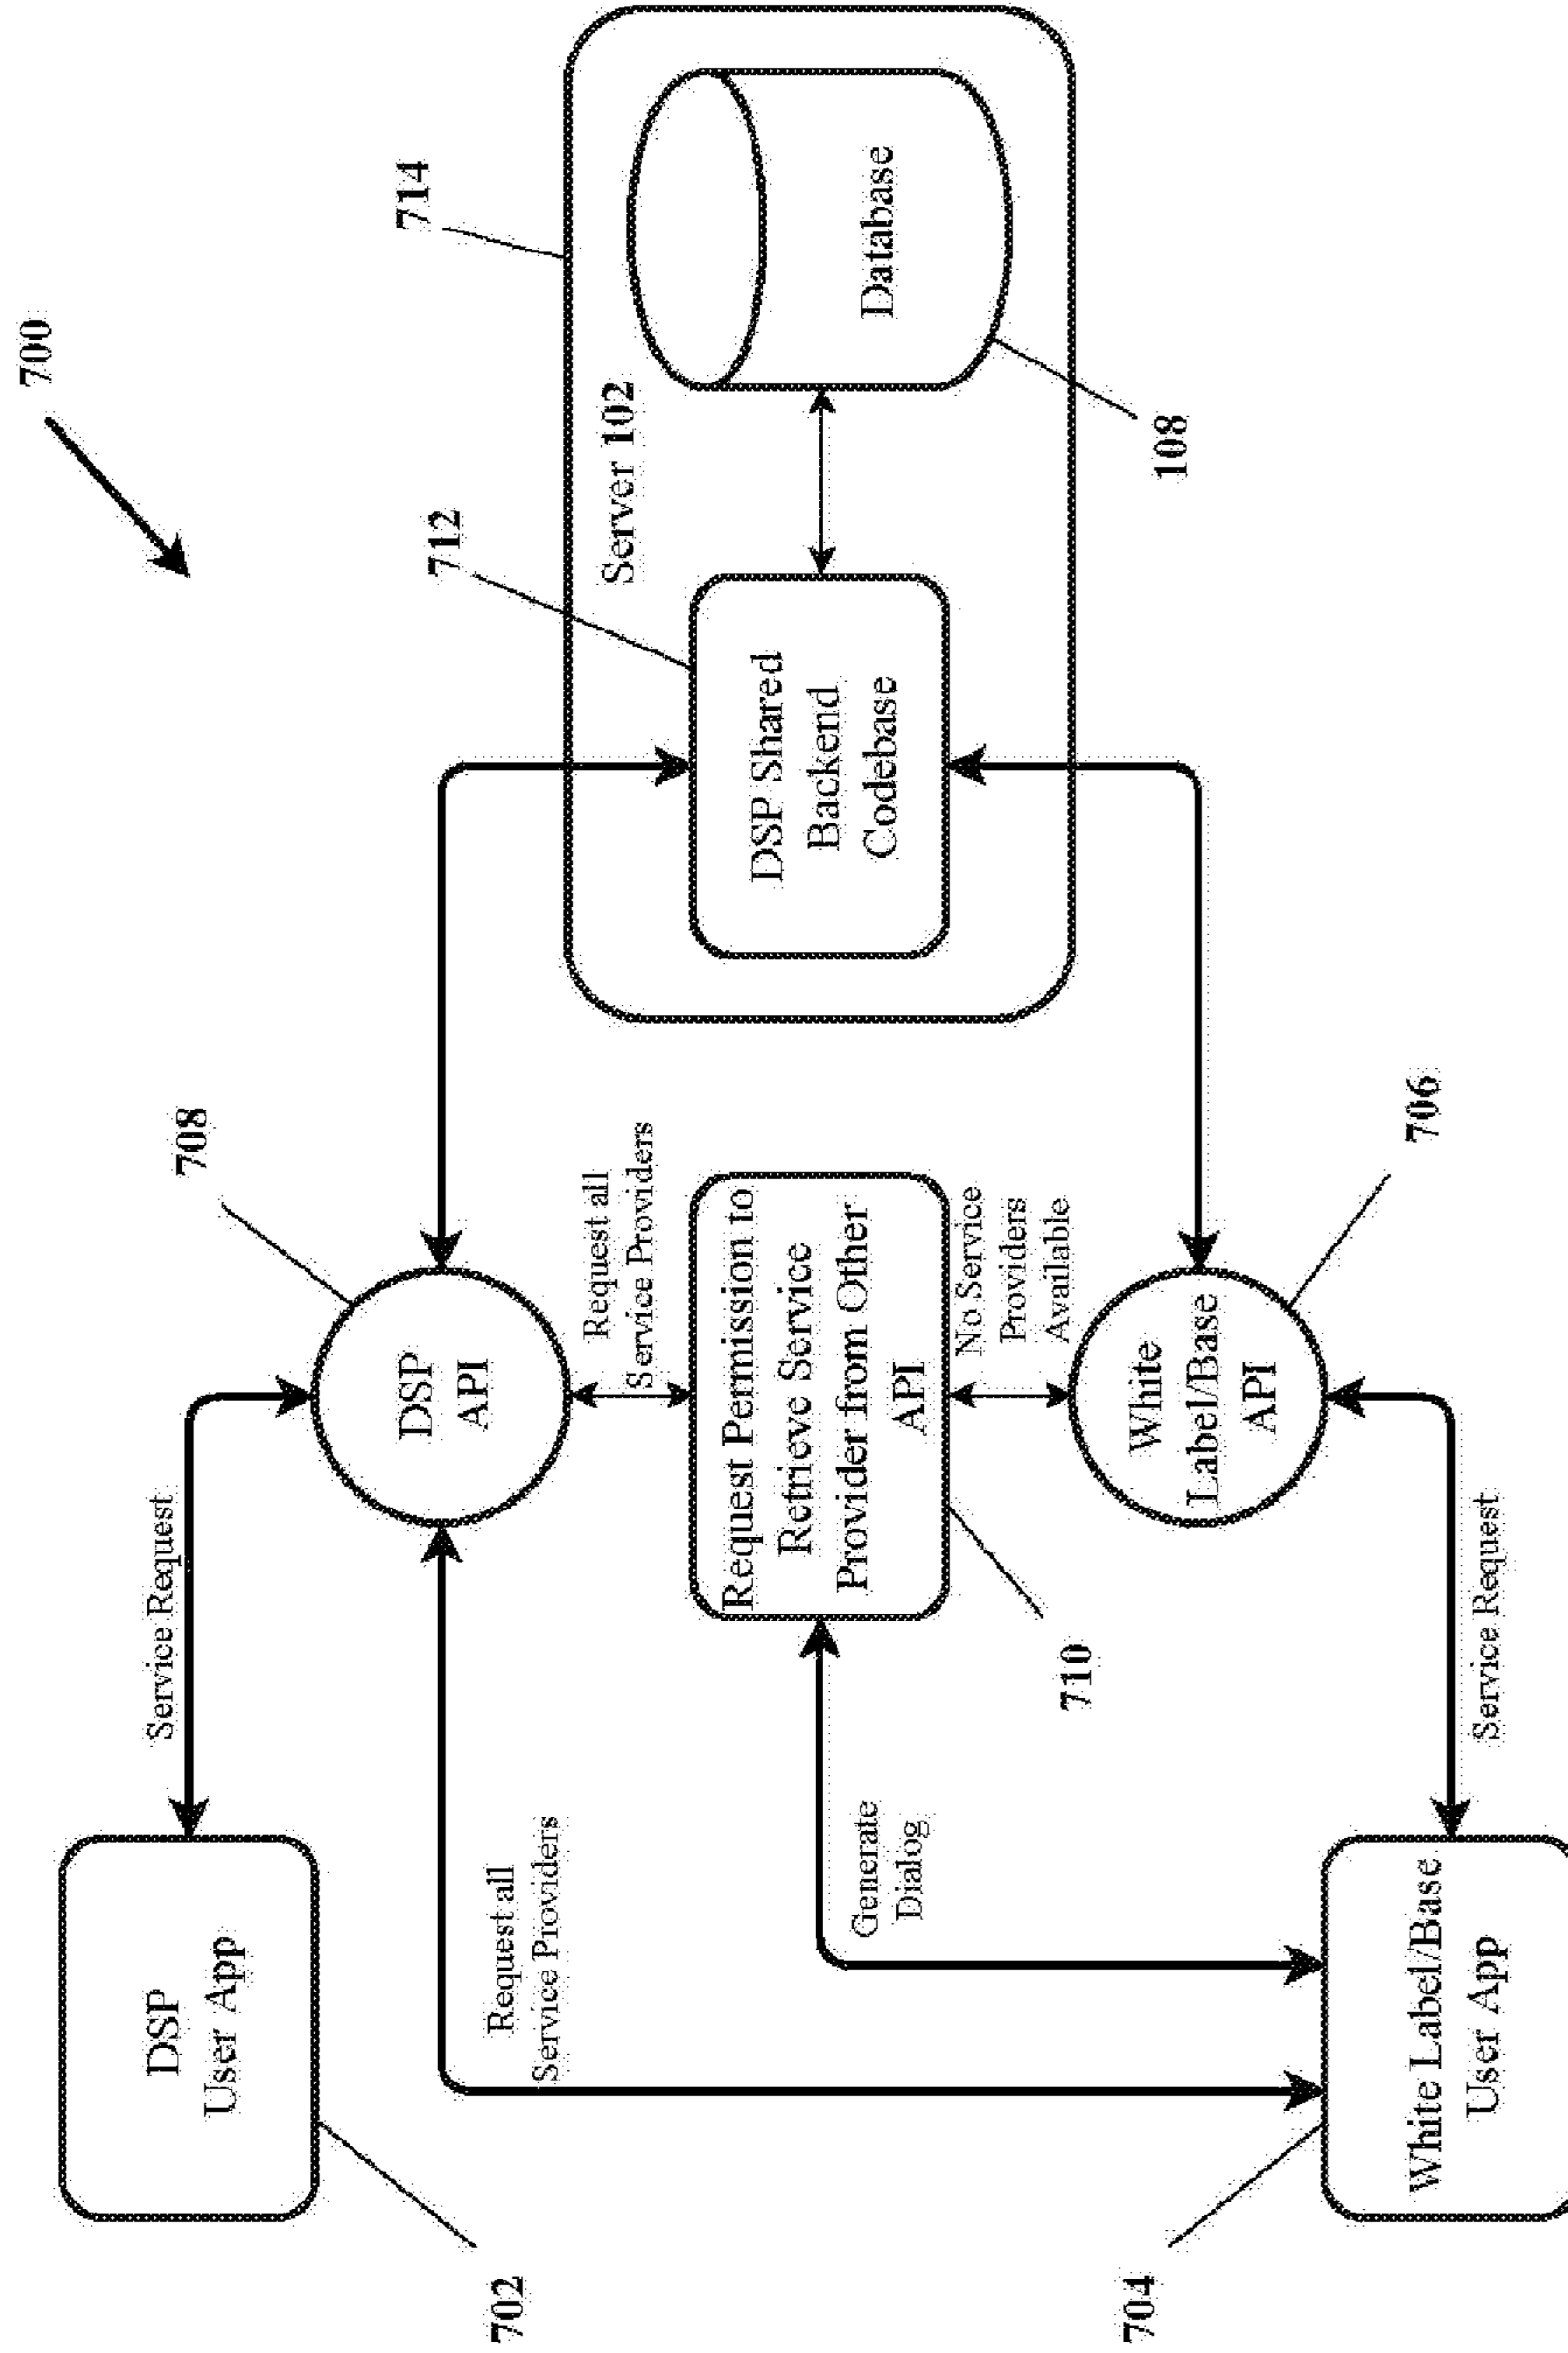 700
DSP
User App
702
Service Request
708
DSP
API
714
712
Server 102
Request all
Service Providers
Request all
Service Providers
DSP Shared
Backend
Codebase
Database
108
Generate
Dialog
Request Permission to
Retrieve Service
Provider from Other
API
710
No Service
Providers
Available
White Label/Base
User App
704
Service Request
White
Label/Base
API
706